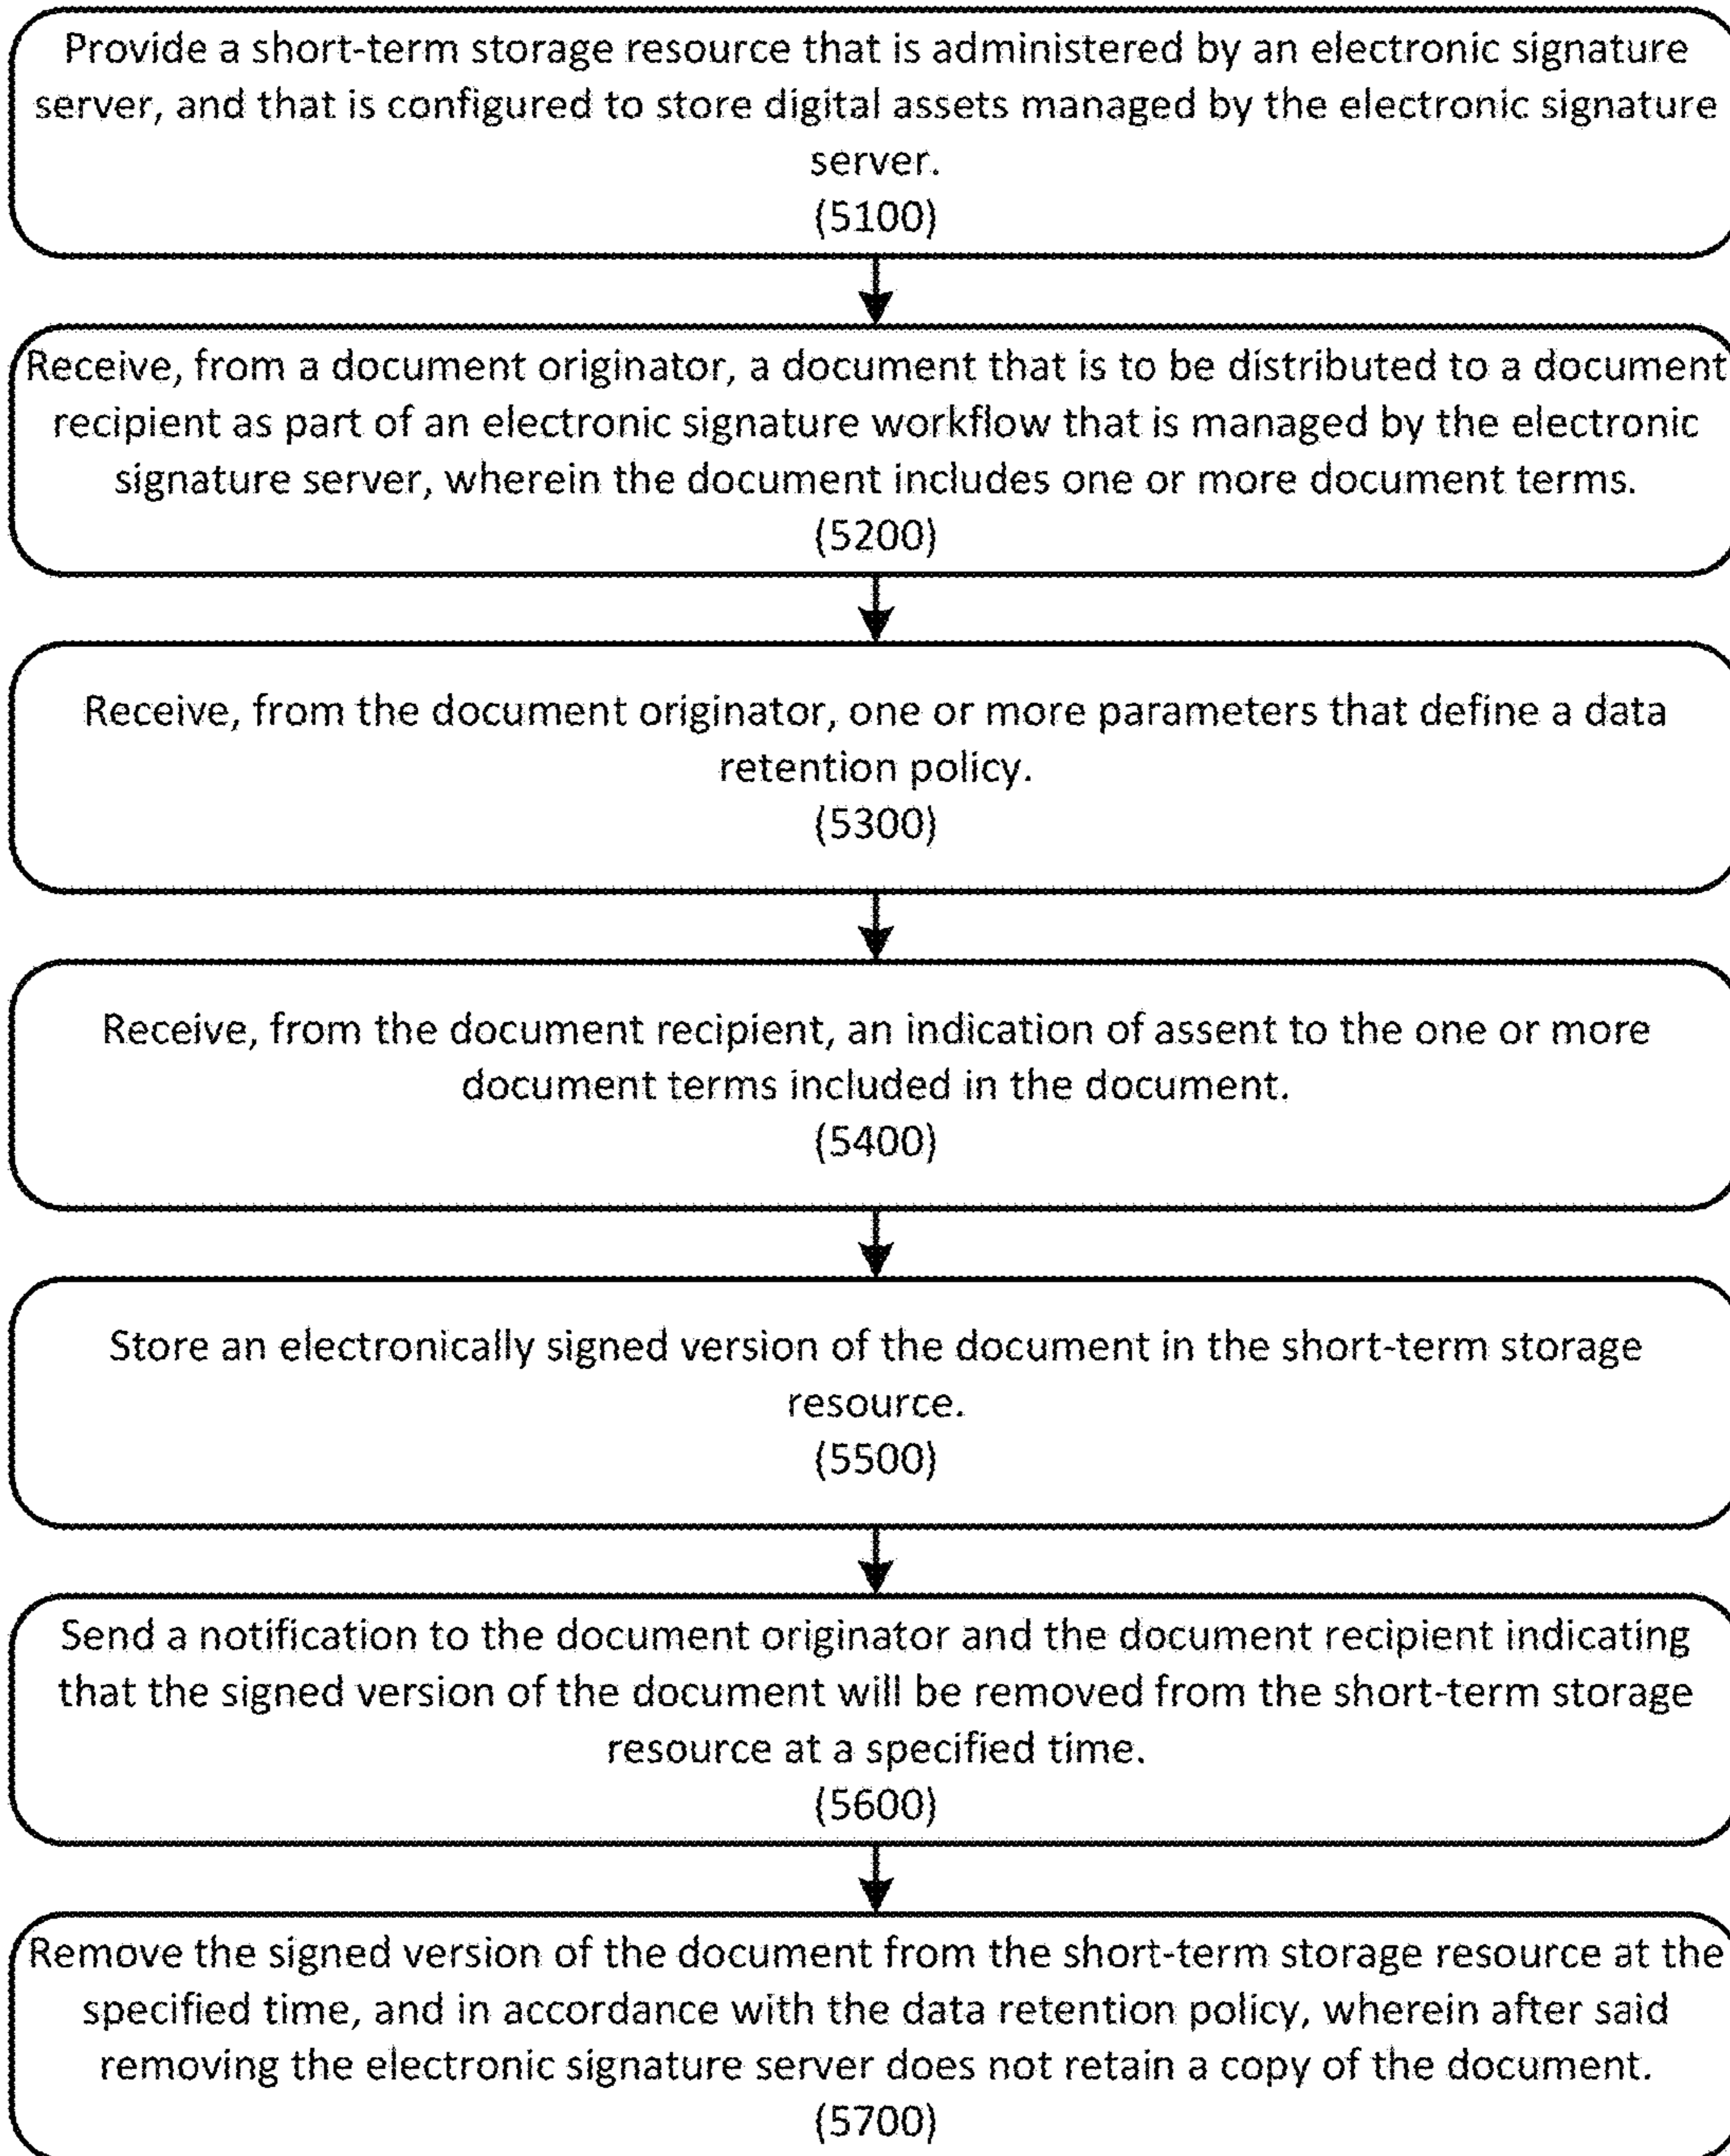 Provide a short-term storage resource that is administered by an electronic signature
server, and that is configured to store digital assets managed by the electronic signature
server.
(5100)
Receive, from a document originator, a document that is to be distributed to a document
recipient as part of an electronic signature workflow that is managed by the electronic
signature server, wherein the document includes one or more document terms.
(5200)
Receive, from the document originator, one or more parameters that define a data
retention policy.
(5300)
Receive, from the document recipient, an indication of assent to the one or more
document terms included in the document.
(5400)
Store an electronically signed version of the document in the short-term storage
resource.
(5500)
Send a notification to the document originator and the document recipient indicating
that the signed version of the document will be removed from the short-term storage
resource at a specified time.
(5600)
Remove the signed version of the document from the short-term storage resource at the
specified time, and in accordance with the data retention policy, wherein after said
removing the electronic signature server does not retain a copy of the document.
(5700)